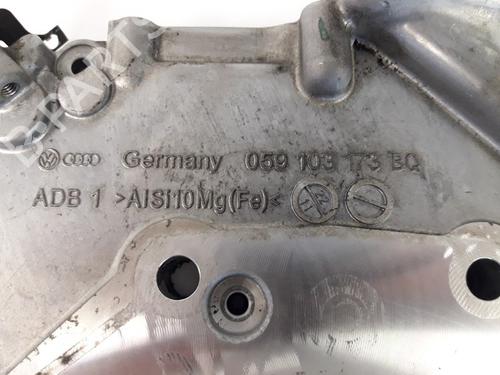 Germany 059 103 173 BQ
ADB 1 >AlSi10Mg(Fe)<